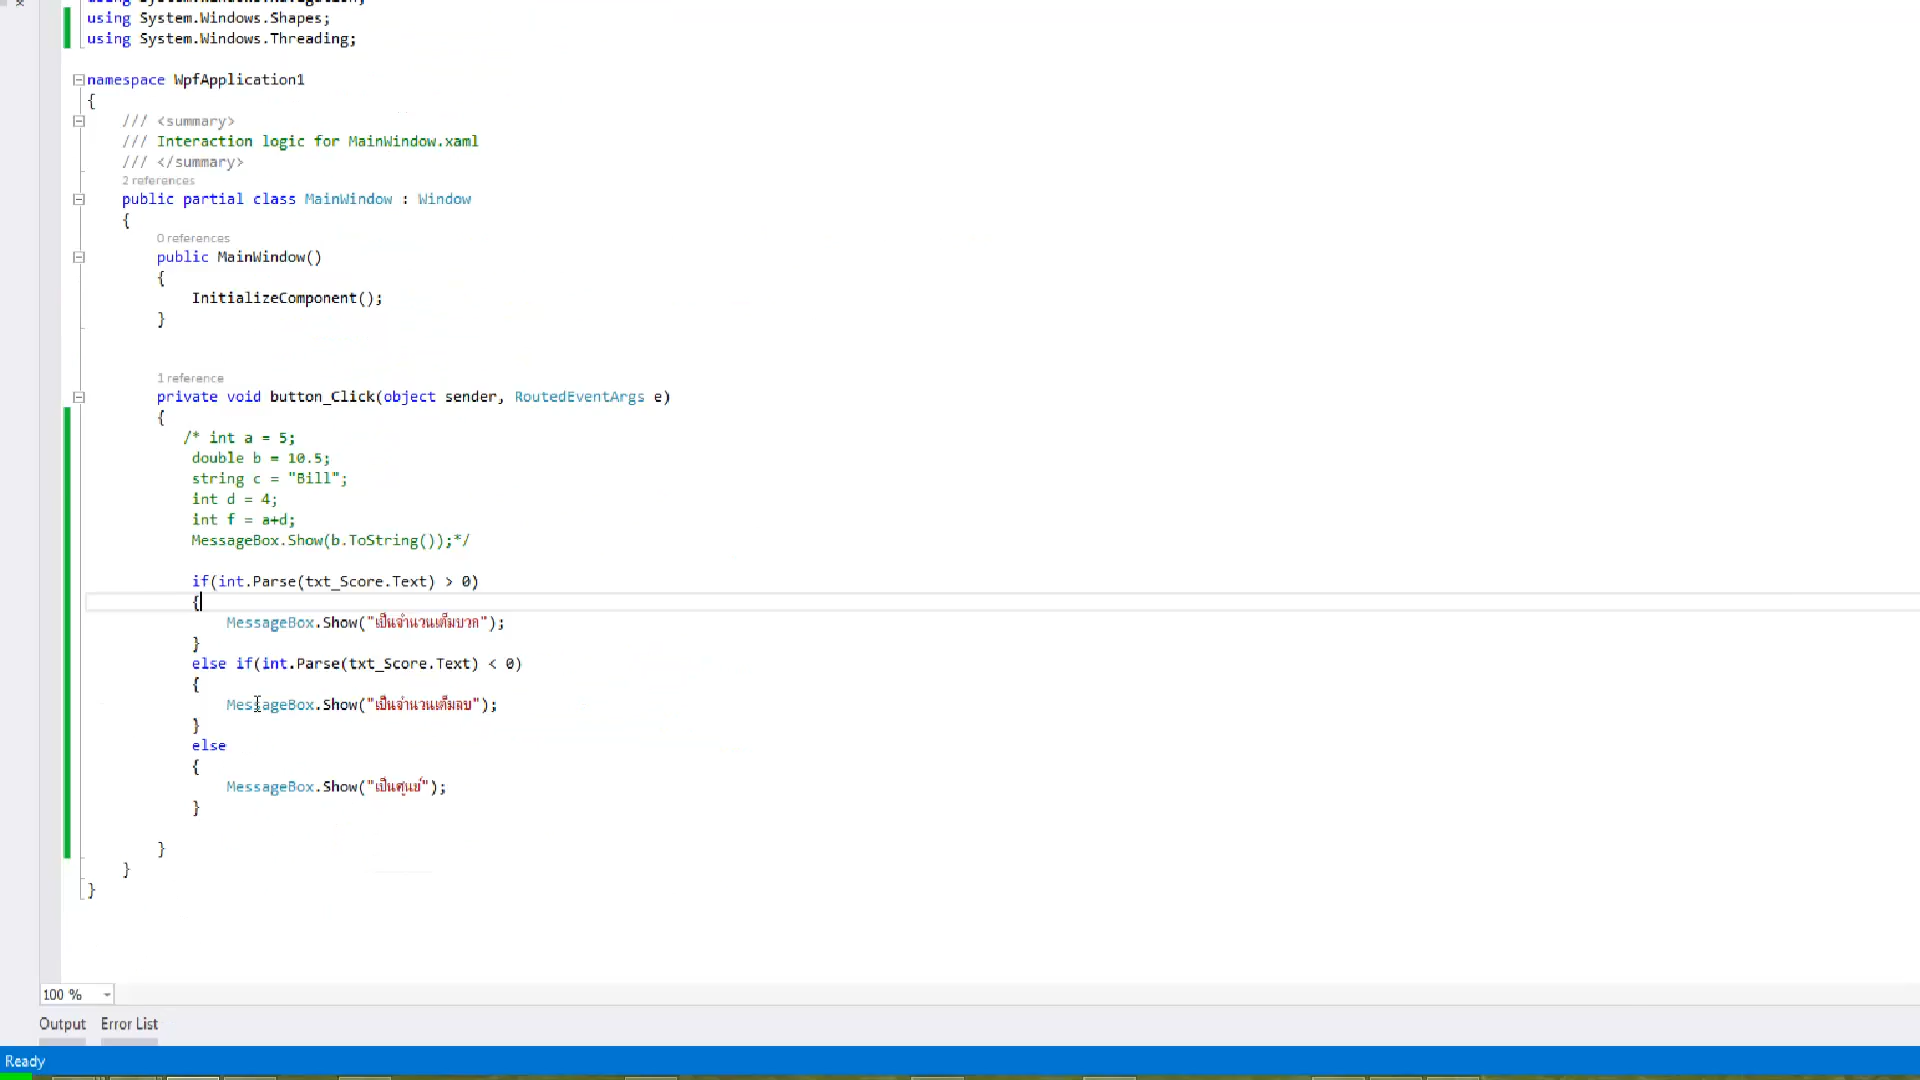 using System.Windows.Navigation;
using System.Windows.Shapes;
using System.Windows.Threading;
namespace WpfApplication1
{
/// <summary>
/// Interaction logic for MainWindow.xaml
/// </summary>
2 references
public partial class MainWindow : Window
{
0 references
public MainWindow()
{
InitializeComponent();
}
1 reference
private void button_Click(object sender, RoutedEventArgs e)
{
/* int a = 5;
double b = 10.5;
string c = "Bill";
int d = 4;
int f = a+d;
MessageBox.Show(b.ToString());*/
if(int.Parse(txt_Score.Text) > 0)
{
MessageBox.Show("เป็นจำนวนเต็มบวก");
}
else if(int.Parse(txt_Score.Text) < 0)
{
MessageBox.Show("เป็นจำนวนเต็มลบ");
}
else
{
MessageBox.Show("เป็นศูนย์");
}
}
}
}
100 %
Output Error List
Ready